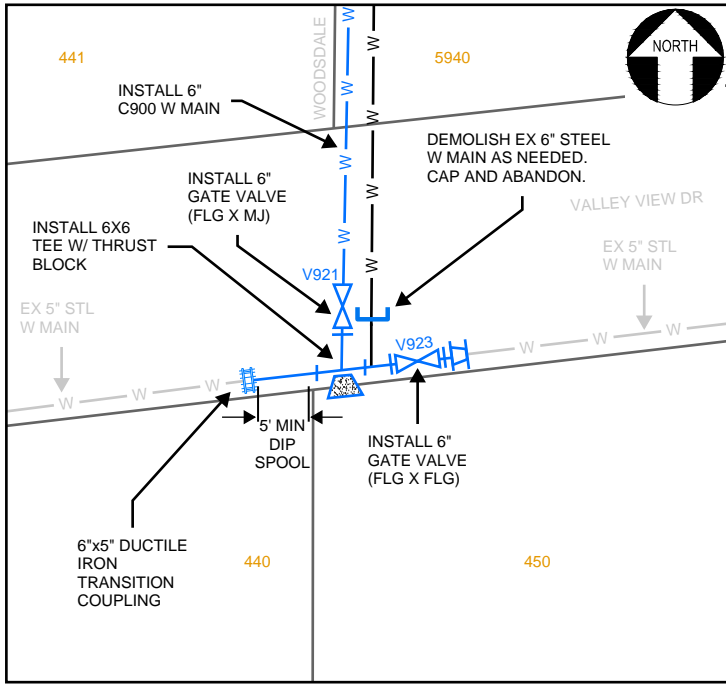 441
WOODSDALE
5940
NORTH
INSTALL 6"
C900 W MAIN
DEMOLISH EX 6" STEEL
W MAIN AS NEEDED.
CAP AND ABANDON.
INSTALL 6"
GATE VALVE
(FLG X MJ)
VALLEY VIEW DR
INSTALL 6X6
TEE W/ THRUST
BLOCK
EX 5" STL
W MAIN
V921
EX 5" STL
W MAIN
V923
W
W
W
W
W
W
W
W
W
W
W
W
W
5' MIN
DIP
SPOOL
INSTALL 6"
GATE VALVE
(FLG X FLG)
6"x5" DUCTILE
IRON
TRANSITION
COUPLING
440
450